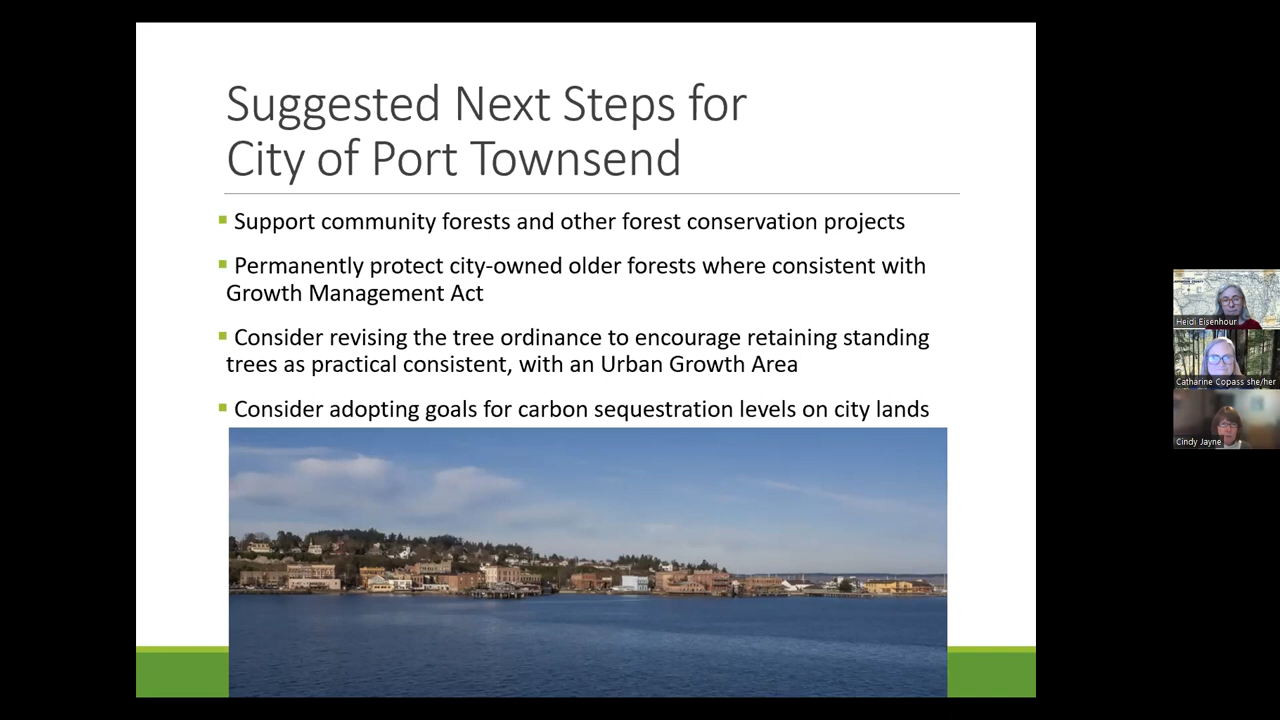 Suggested Next Steps for
City of Port Townsend
Support community forests and other forest conservation projects
Permanently protect city-owned older forests where consistent with
Growth Management Act
Consider revising the tree ordinance to encourage retaining standing
trees as practical consistent, with an Urban Growth Area
Consider adopting goals for carbon sequestration levels on city lands
Heidi Eisenhour
Catharine Copass she/her
Cindy Jayne